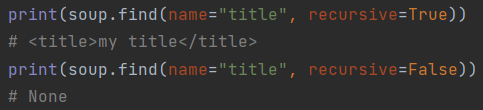 print(soup.find(name="title", recursive=True))
# <title>my title</title>
print(soup.find(name="title", recursive=False))
# None